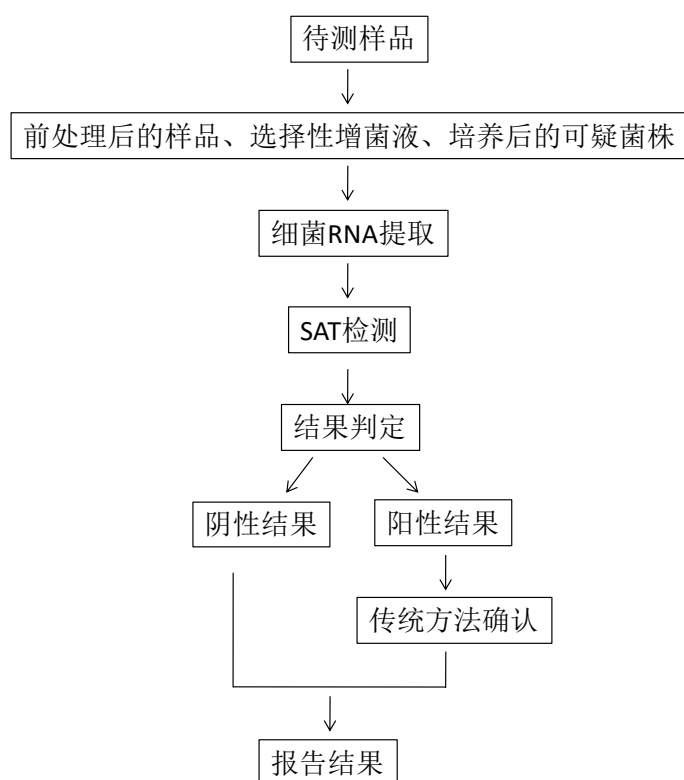 待测样品
前处理后的样品、选择性增菌液、培养后的可疑菌株
细菌RNA提取
SAT检测
结果判定
阴性结果
阳性结果
传统方法确认
报告结果